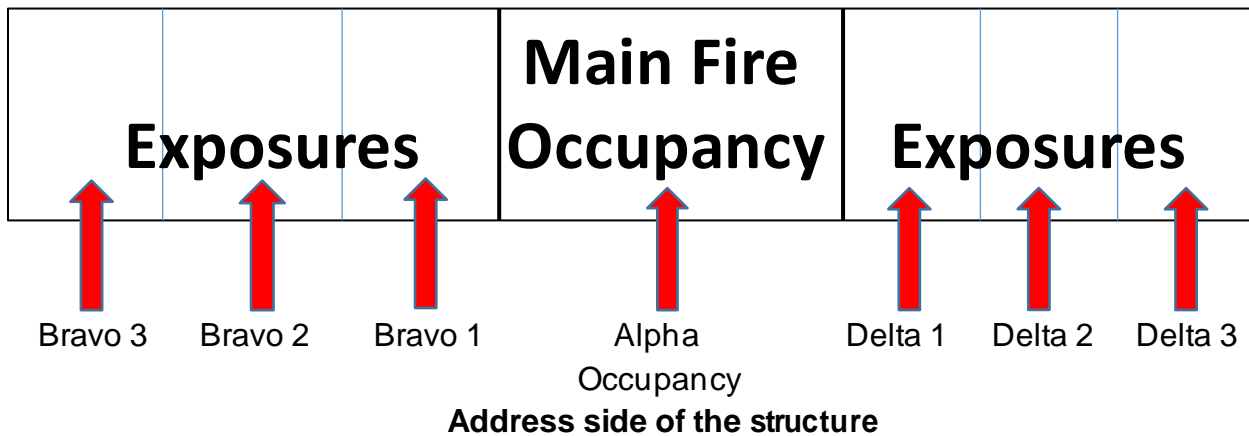 Main Fire
Occupancy
Exposures
Exposures
Bravo 3
Bravo 2
Bravo 1
Alpha
Occupancy
Delta 1
Delta 2
Delta 3
Address side of the structure